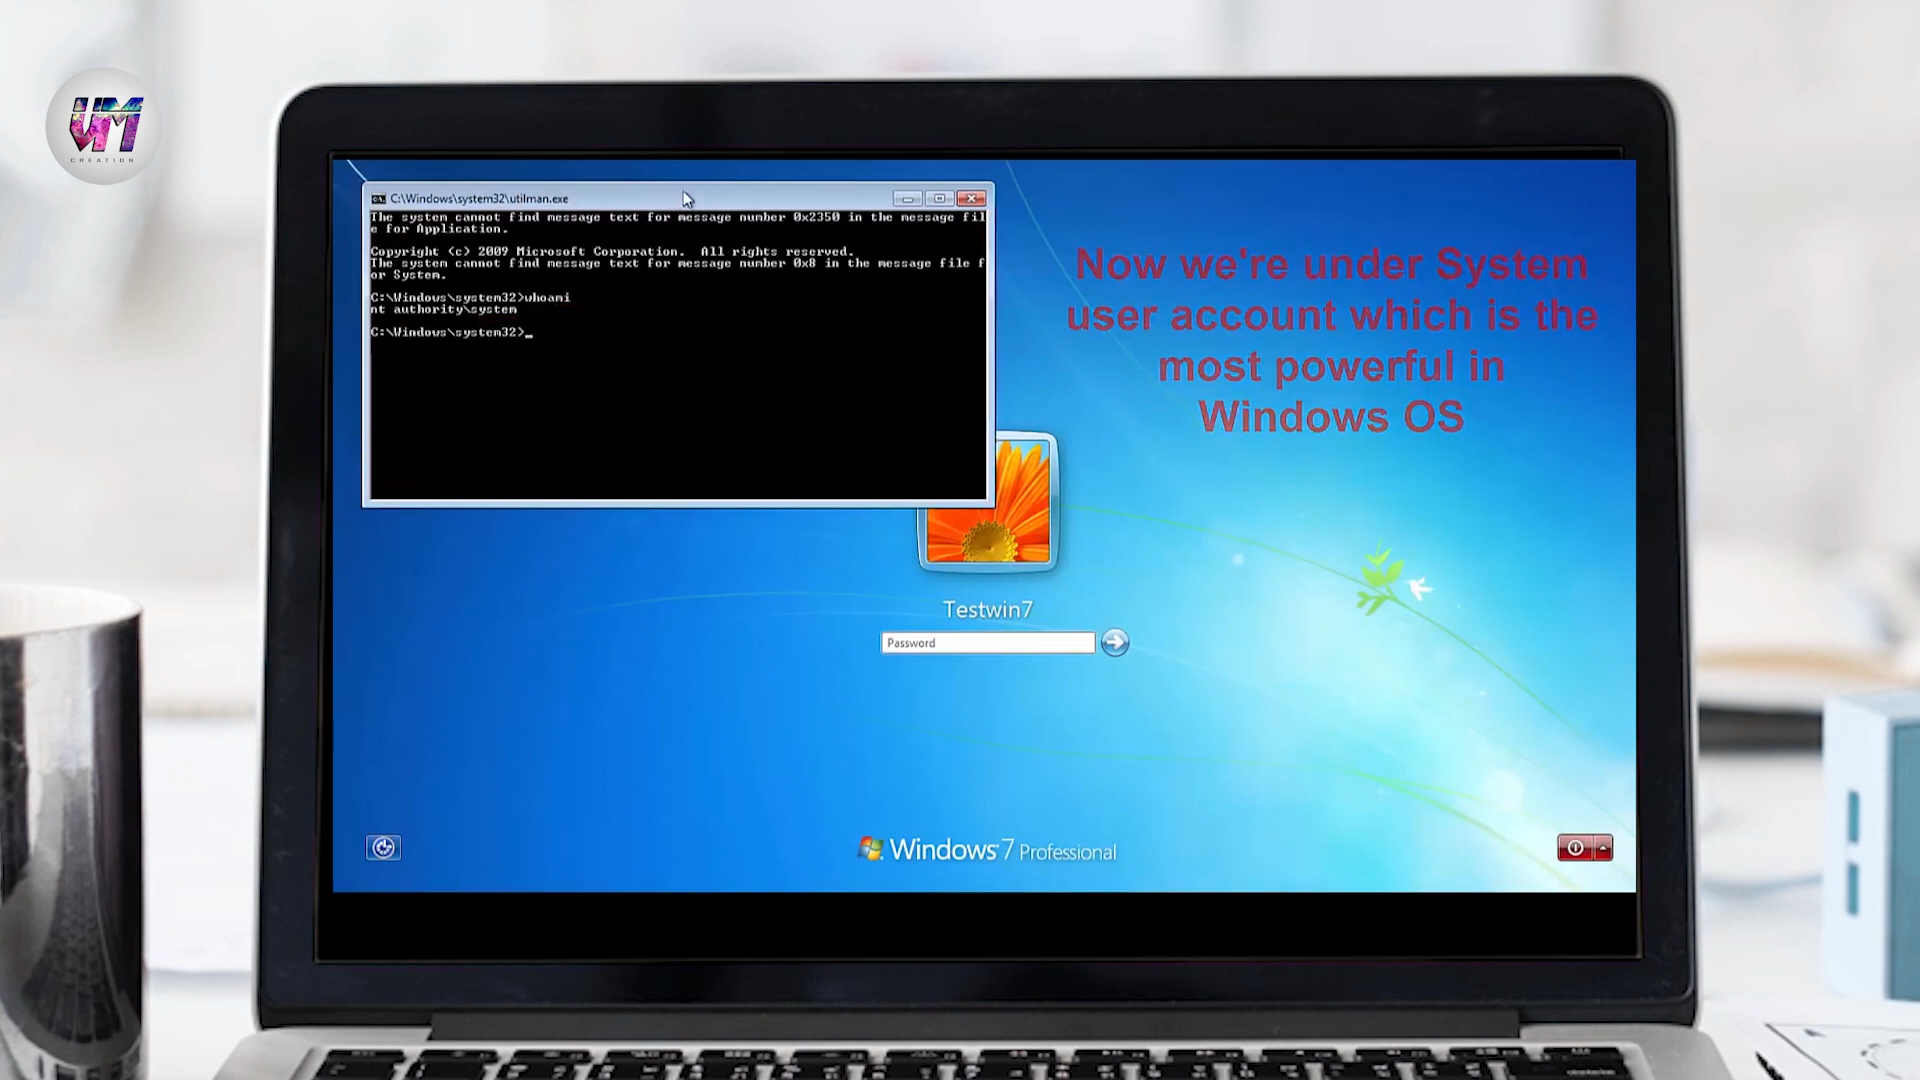 VM
CREATION
C:\Windows\system32\utilman.exe
The system cannot find message text for message number 0x2350 in the message fil
e for Application.
Copyright (c) 2009 Microsoft Corporation.  All rights reserved.
The system cannot find message text for message number 0x8 in the message file f
or System.
C:\Windows\system32>whoami
nt authority\system
C:\Windows\system32>_
Now we're under System
user account which is the
most powerful in
Windows OS
Testwin7
Password
Windows 7 Professional